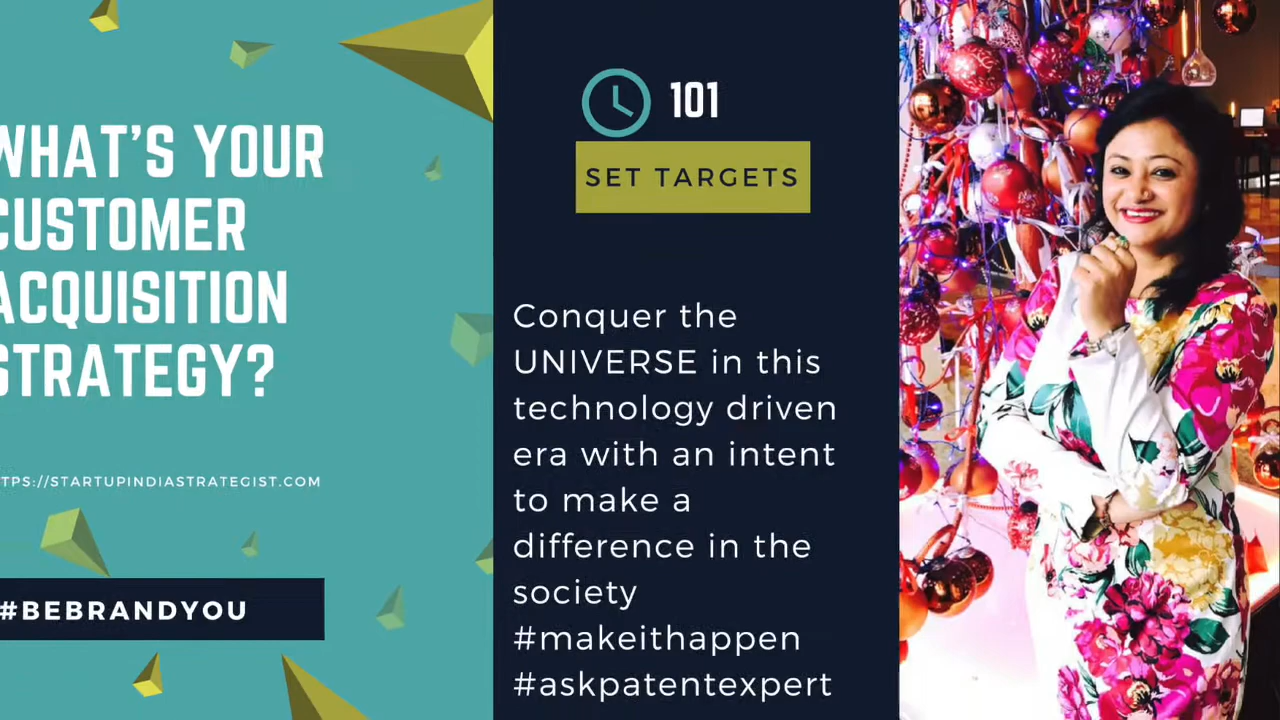 WHAT'S YOUR
CUSTOMER
ACQUISITION
STRATEGY?
TPS://STARTUPINDIASTRATEGIST.COM
#BEBRANDYOU
101
SET TARGETS
Conquer the
UNIVERSE in this
technology driven
era with an intent
to make a
difference in the
society
#makeithappen
#askpatentexpert